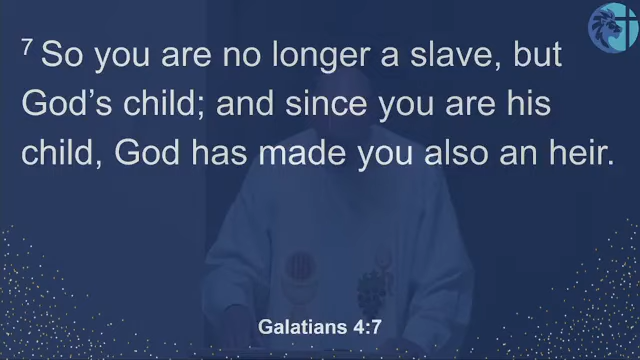 ⁷ So you are no longer a slave, but
God’s child; and since you are his
child, God has made you also an heir.
Galatians 4:7